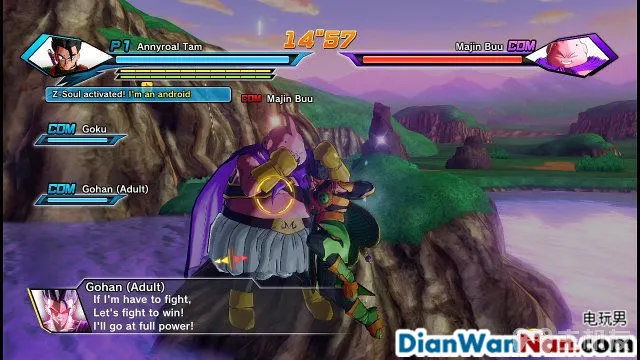 P1 Annyroal Tam
14"57
Majin Buu COM
Z-Soul activated! I'm an android
COM Majin Buu
COM Goku
COM Gohan (Adult)
Gohan (Adult)
If I'm have to fight,
Let's fight to win!
I'll go at full power!
电玩男
DianWanNan.com